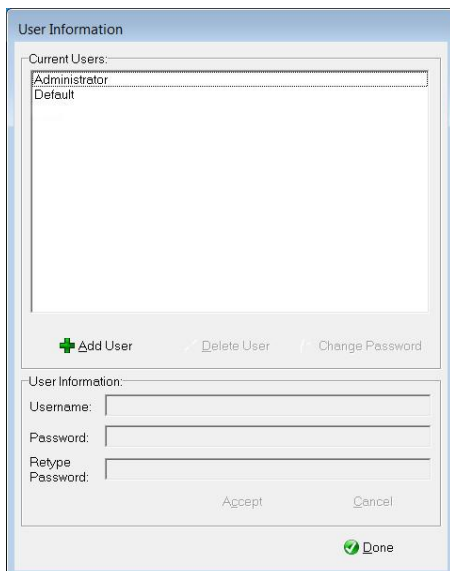 User Information
Current Users:
Administrator
Default
Add User Delete User Change Password
User Information:
Username:
Password:
Retype
Password:
Accept Cancel
Done